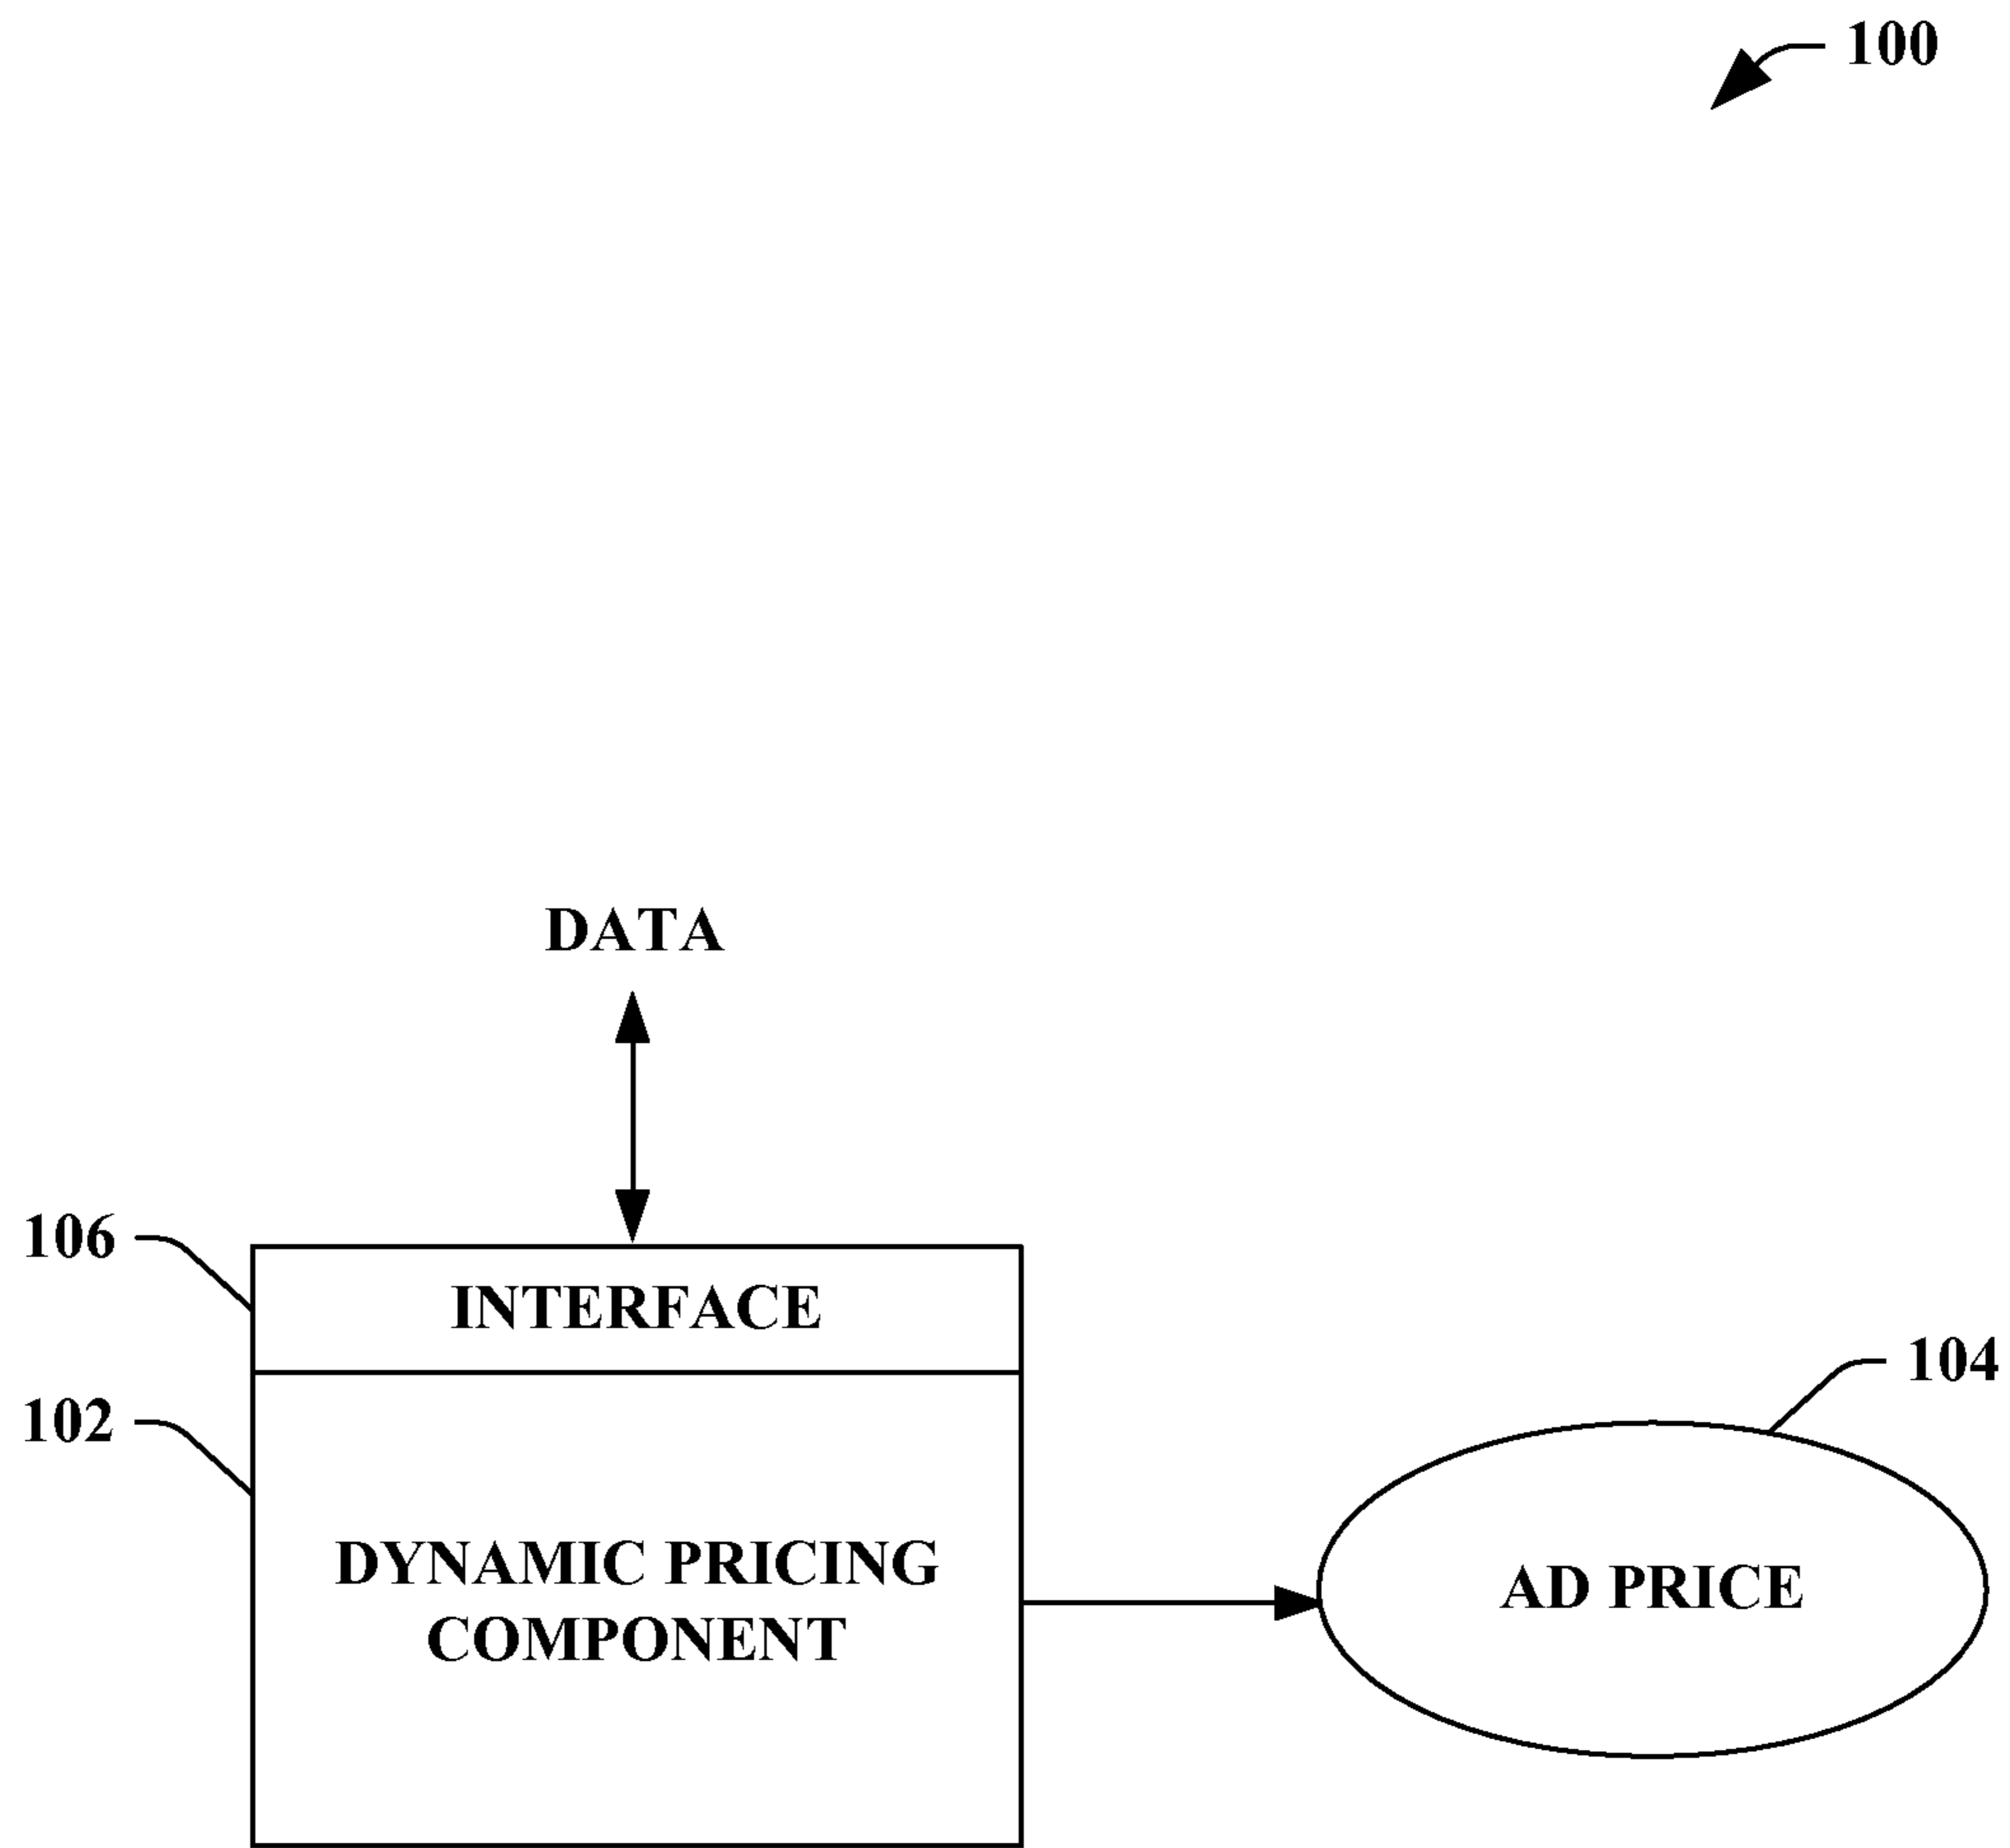 100
DATA
106
INTERFACE
104
102
DYNAMIC PRICING
COMPONENT
AD PRICE